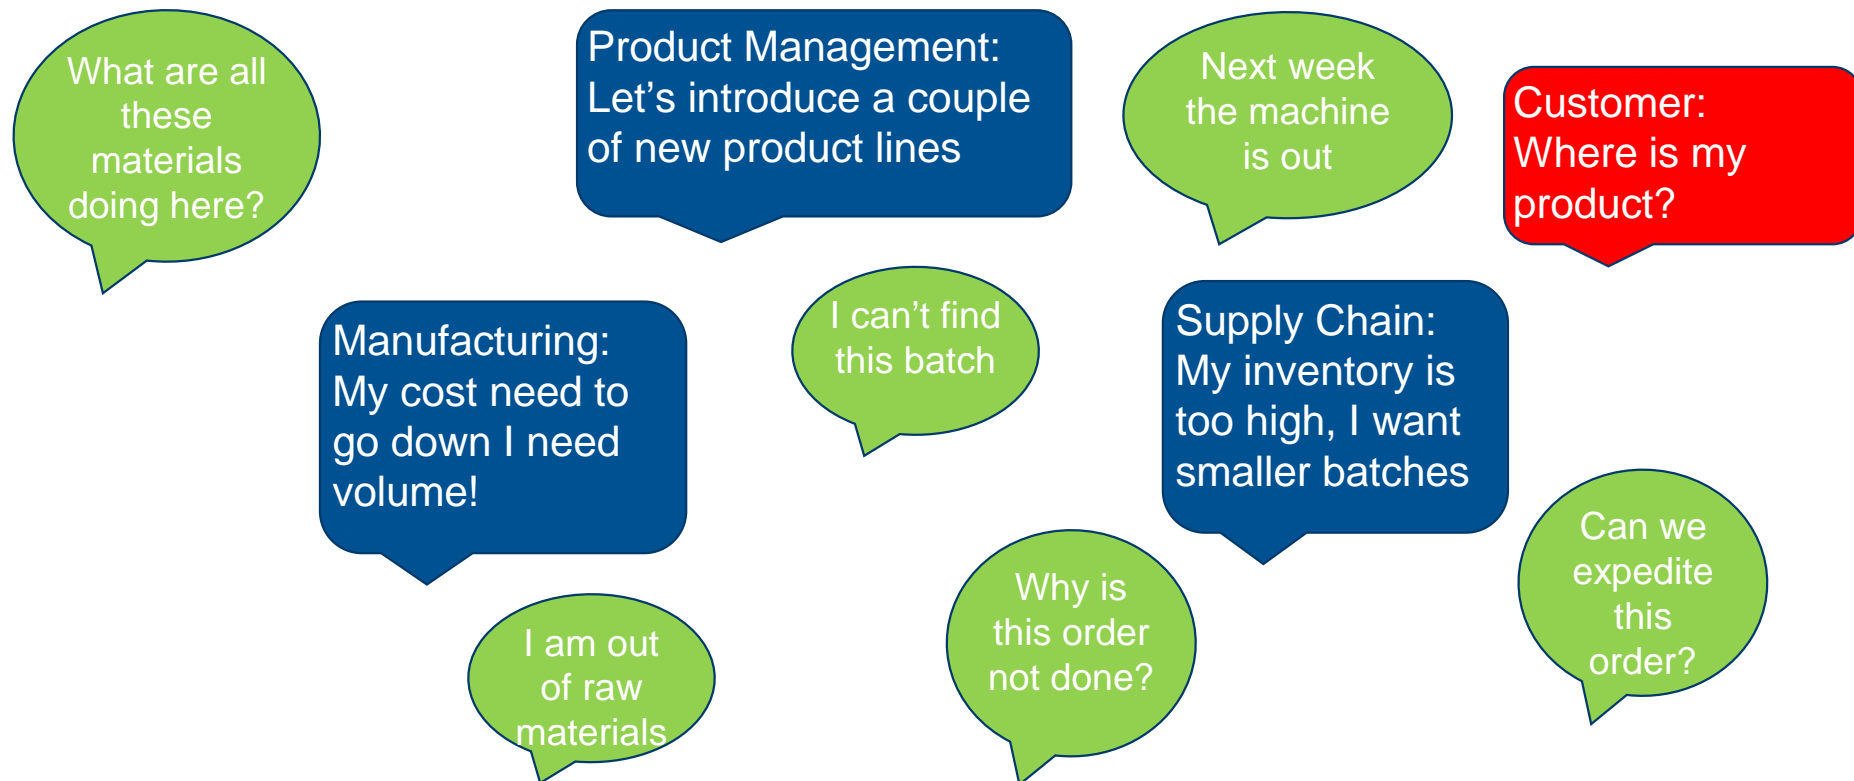 What are all
these
materials
doing here?
Product Management:
Let’s introduce a couple
of new product lines
Next week
the machine
is out
Customer:
Where is my
product?
Manufacturing:
My cost need to
go down I need
volume!
I can’t find
this batch
Supply Chain:
My inventory is
too high, I want
smaller batches
I am out
of raw
materials
Why is
this order
not done?
Can we
expedite
this
order?